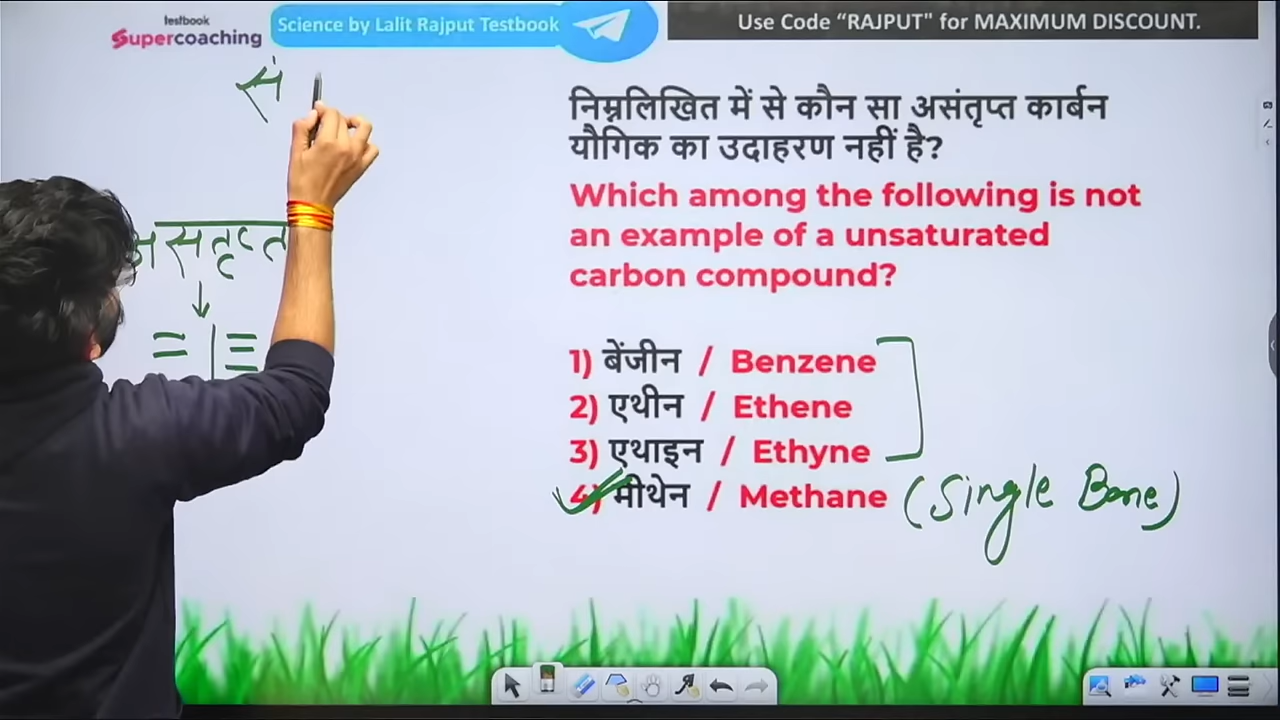 testbook
Supercoaching
Science by Lalit Rajput Testbook
Use Code “RAJPUT" for MAXIMUM DISCOUNT.
सं
असतृप्त
= | ≡
निम्नलिखित में से कौन सा असंतृप्त कार्बन
यौगिक का उदाहरण नहीं है?
Which among the following is not
an example of a unsaturated
carbon compound?
1) बेंजीन / Benzene
2) एथीन / Ethene
3) एथाइन / Ethyne
4) मीथेन / Methane (Single Bone)